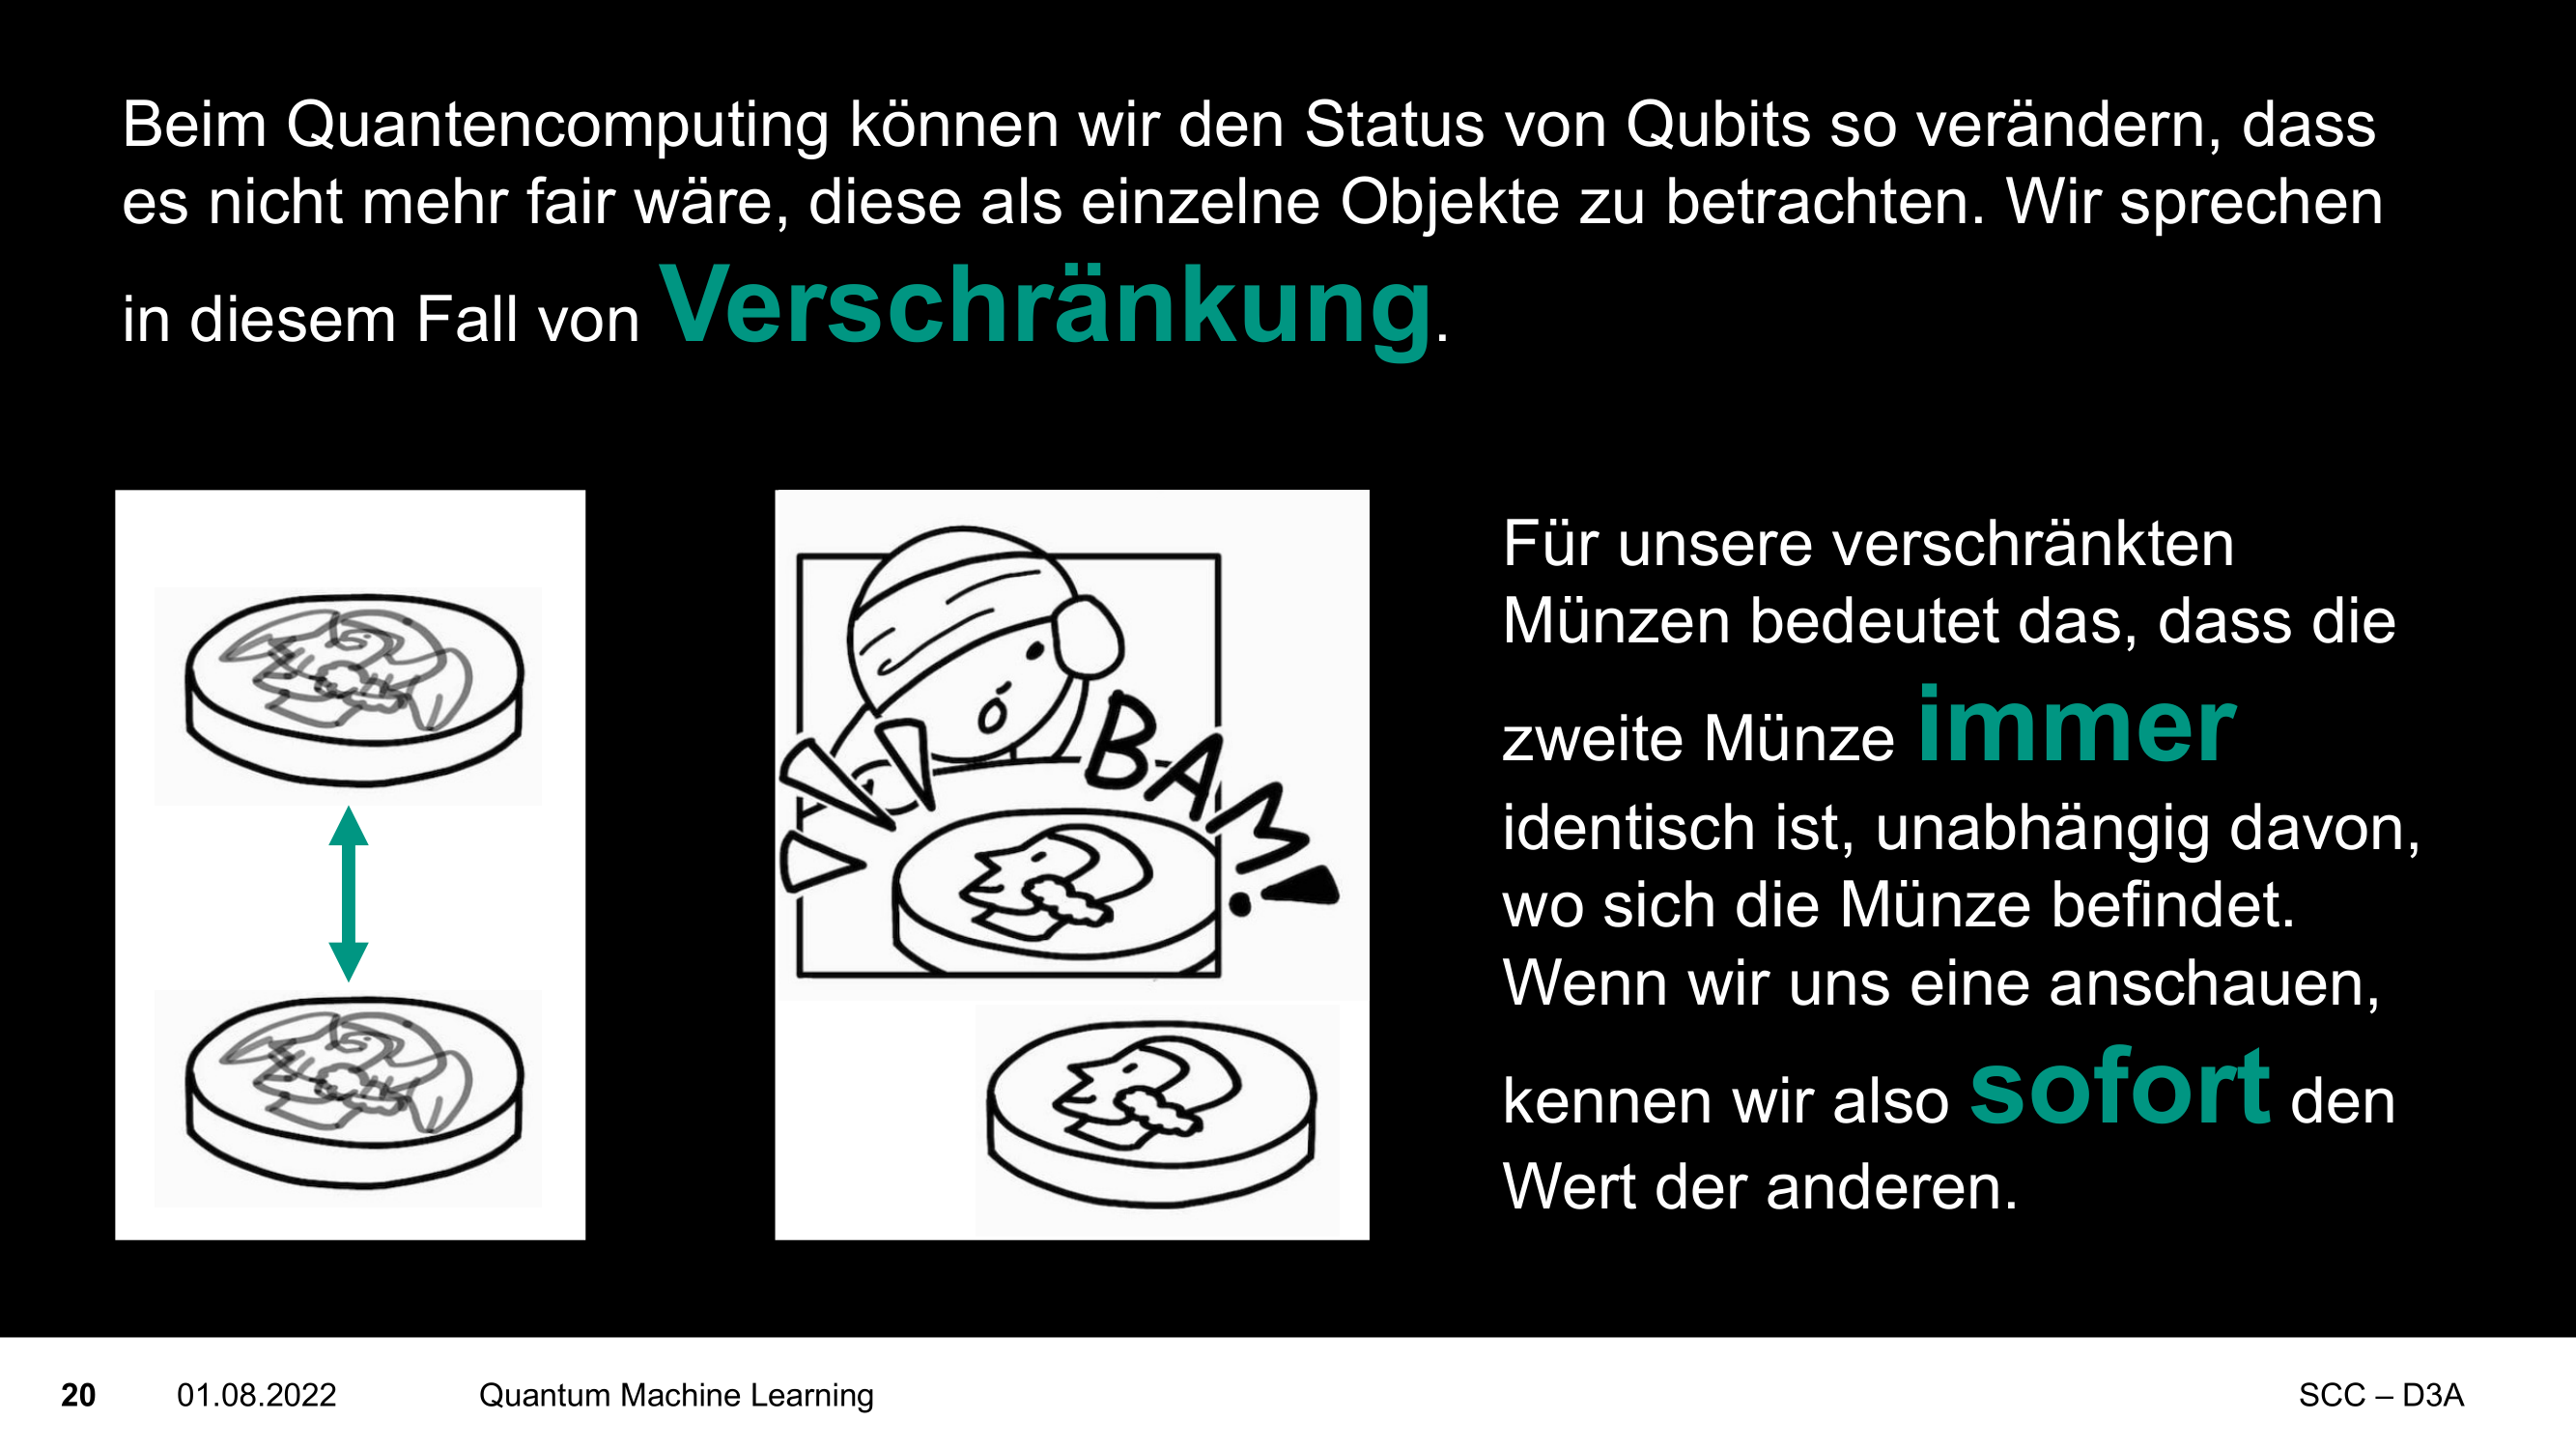 Beim Quantencomputing können wir den Status von Qubits so verändern, dass
es nicht mehr fair wäre, diese als einzelne Objekte zu betrachten. Wir sprechen
in diesem Fall von Verschränkung.
BAM!
Für unsere verschränkten
Münzen bedeutet das, dass die
zweite Münze immer
identisch ist, unabhängig davon,
wo sich die Münze befindet.
Wenn wir uns eine anschauen,
kennen wir also sofort den
Wert der anderen.
20 01.08.2022 Quantum Machine Learning SCC – D3A